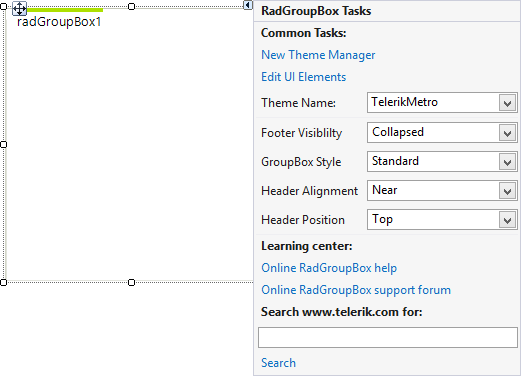 radGroupBox1
RadGroupBox Tasks
Common Tasks:
New Theme Manager
Edit UI Elements
Theme Name: TelerikMetro
Footer Visiblilty Collapsed
GroupBox Style Standard
Header Alignment Near
Header Position Top
Learning center:
Online RadGroupBox help
Online RadGroupBox support forum
Search www.telerik.com for:
Search